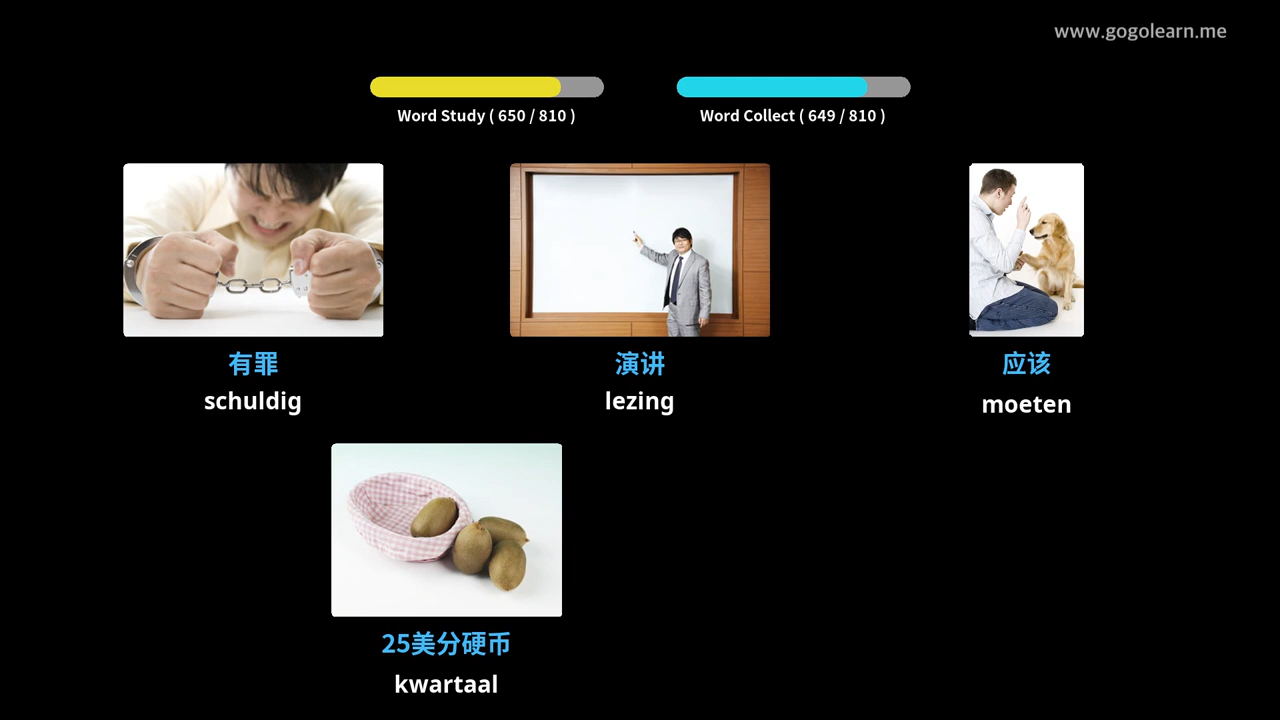 www.gogolearn.me
Word Study ( 650 / 810 )
Word Collect ( 649 / 810 )
有罪
schuldig
演讲
lezing
应该
moeten
25美分硬币
kwartaal